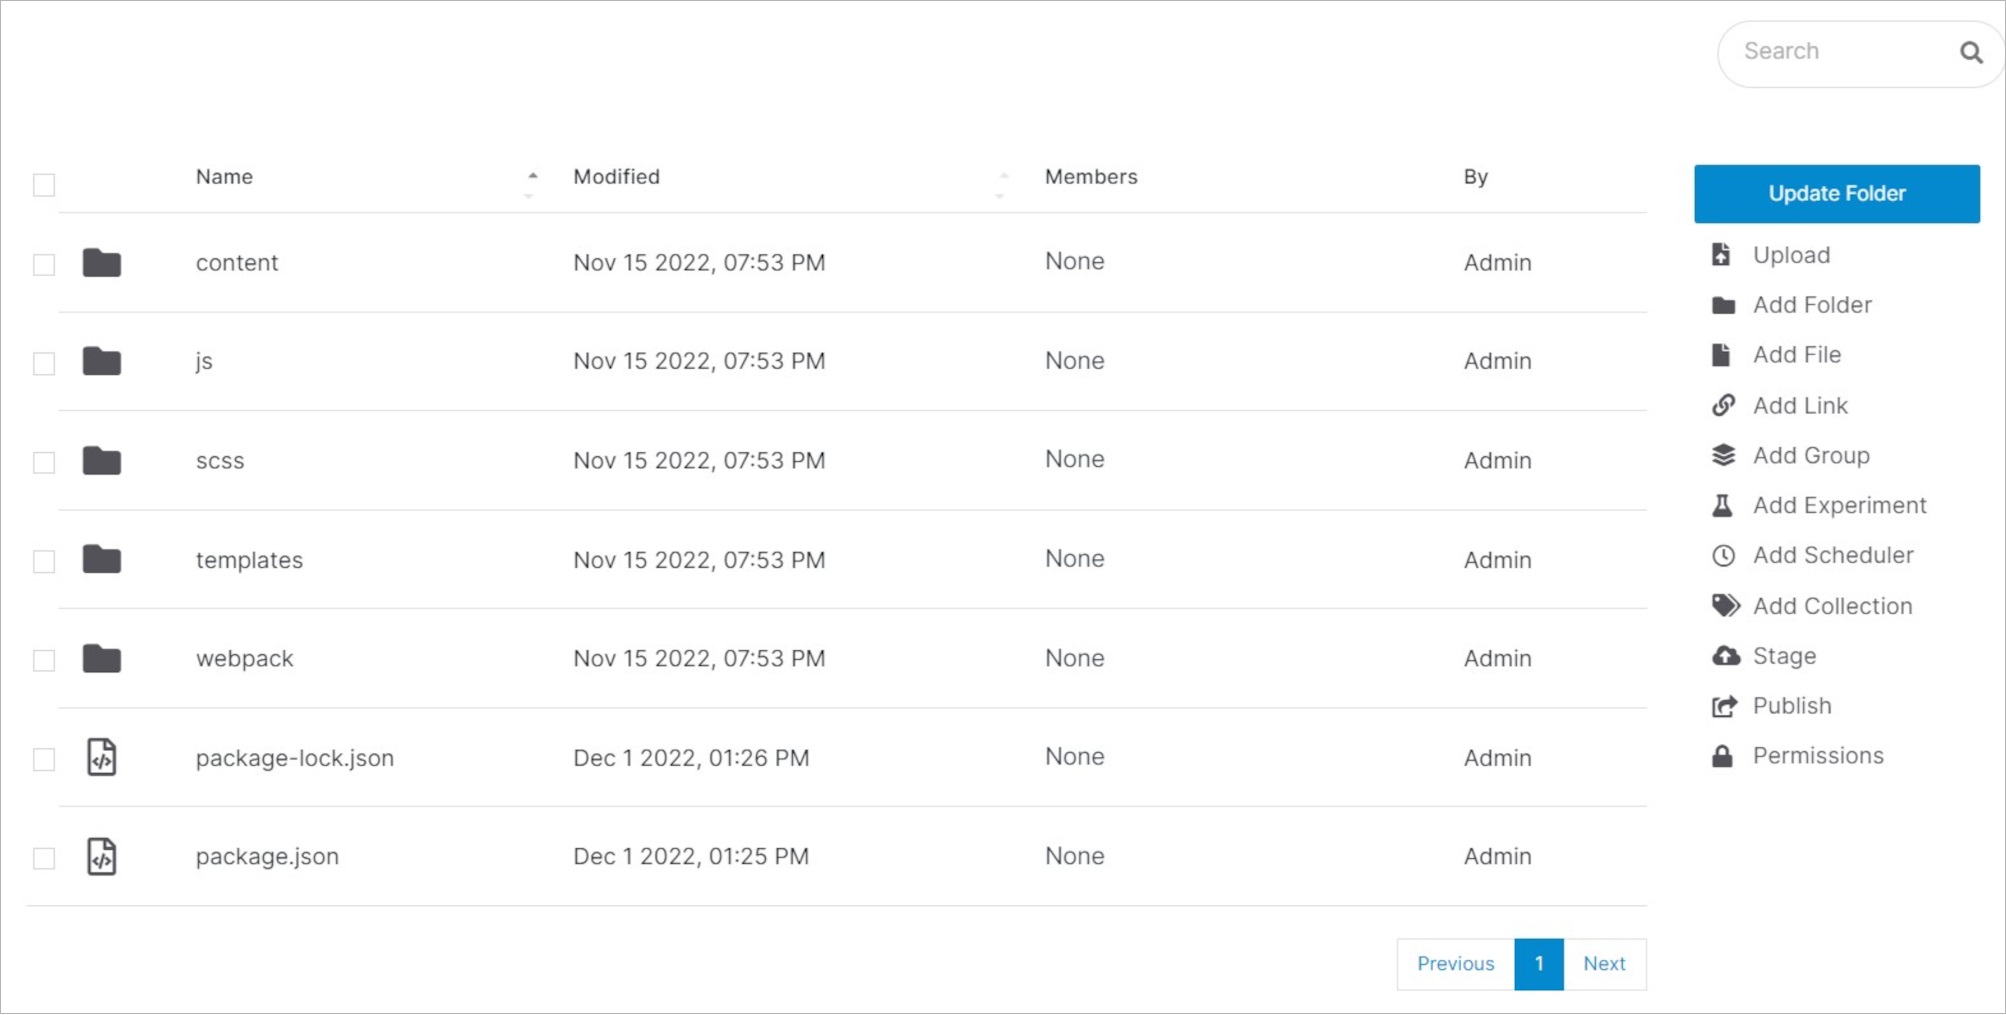 Search
Name Modified Members By
content Nov 15 2022, 07:53 PM None Admin
js Nov 15 2022, 07:53 PM None Admin
scss Nov 15 2022, 07:53 PM None Admin
templates Nov 15 2022, 07:53 PM None Admin
webpack Nov 15 2022, 07:53 PM None Admin
package-lock.json Dec 1 2022, 01:26 PM None Admin
package.json Dec 1 2022, 01:25 PM None Admin
Previous 1 Next
Update Folder
Upload
Add Folder
Add File
Add Link
Add Group
Add Experiment
Add Scheduler
Add Collection
Stage
Publish
Permissions